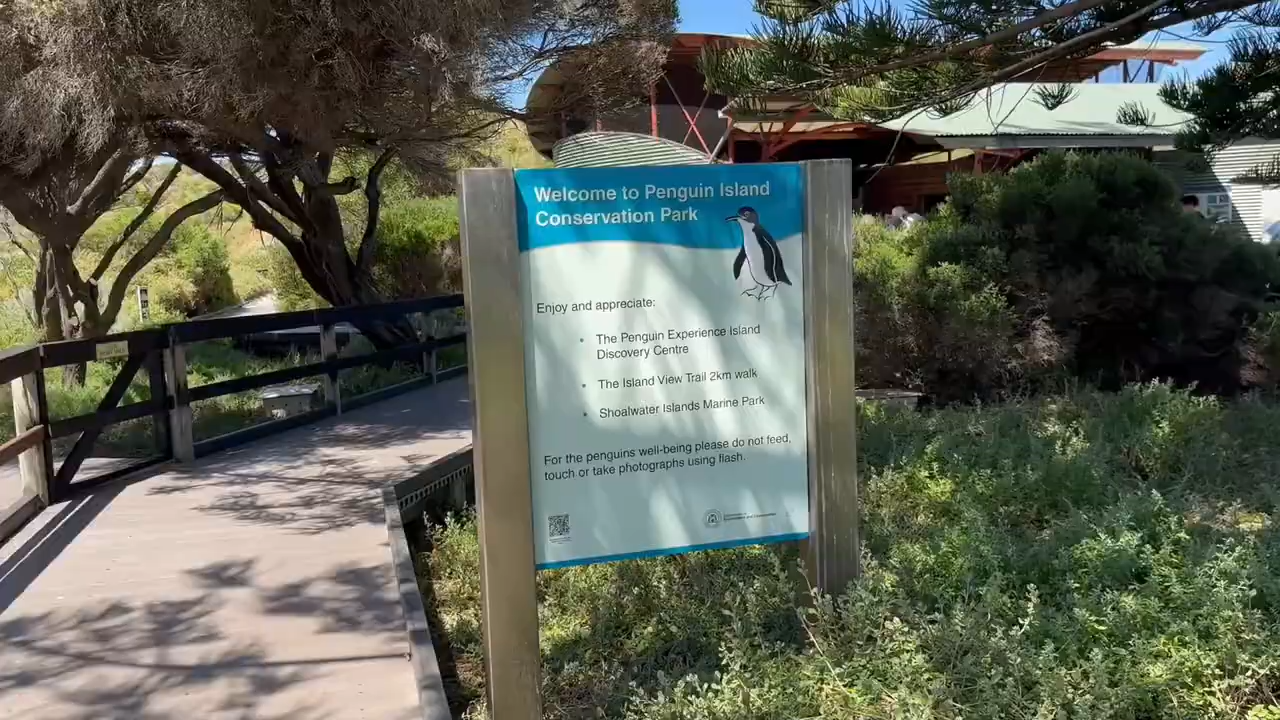 Welcome to Penguin Island
Conservation Park
Enjoy and appreciate:
• The Penguin Experience Island
Discovery Centre
• The Island View Trail 2km walk
• Shoalwater Islands Marine Park
For the penguins well-being please do not feed,
touch or take photographs using flash.